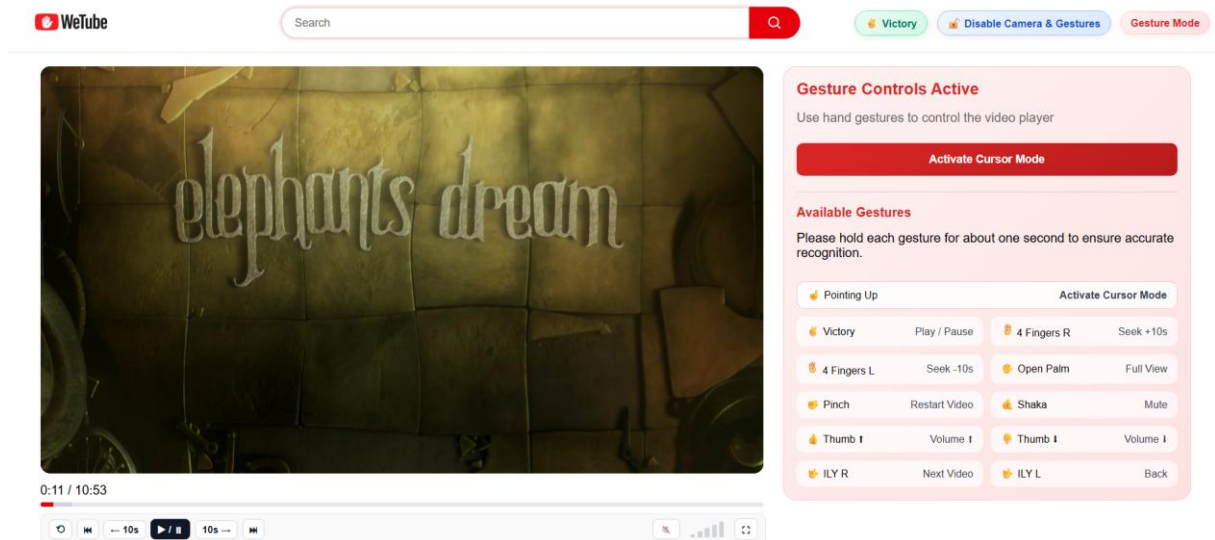 WeTube
Search
Victory
Disable Camera & Gestures
Gesture Mode
elephants dream
0:11 / 10:53
← 10s
▶ / ⏸
10s →
Gesture Controls Active
Use hand gestures to control the video player
Activate Cursor Mode
Available Gestures
Please hold each gesture for about one second to ensure accurate
recognition.
Pointing Up Activate Cursor Mode
Victory Play / Pause 4 Fingers R Seek +10s
4 Fingers L Seek -10s Open Palm Full View
Pinch Restart Video Shaka Mute
Thumb ⬆ Volume ⬆ Thumb ⬇ Volume ⬇
ILY R Next Video ILY L Back